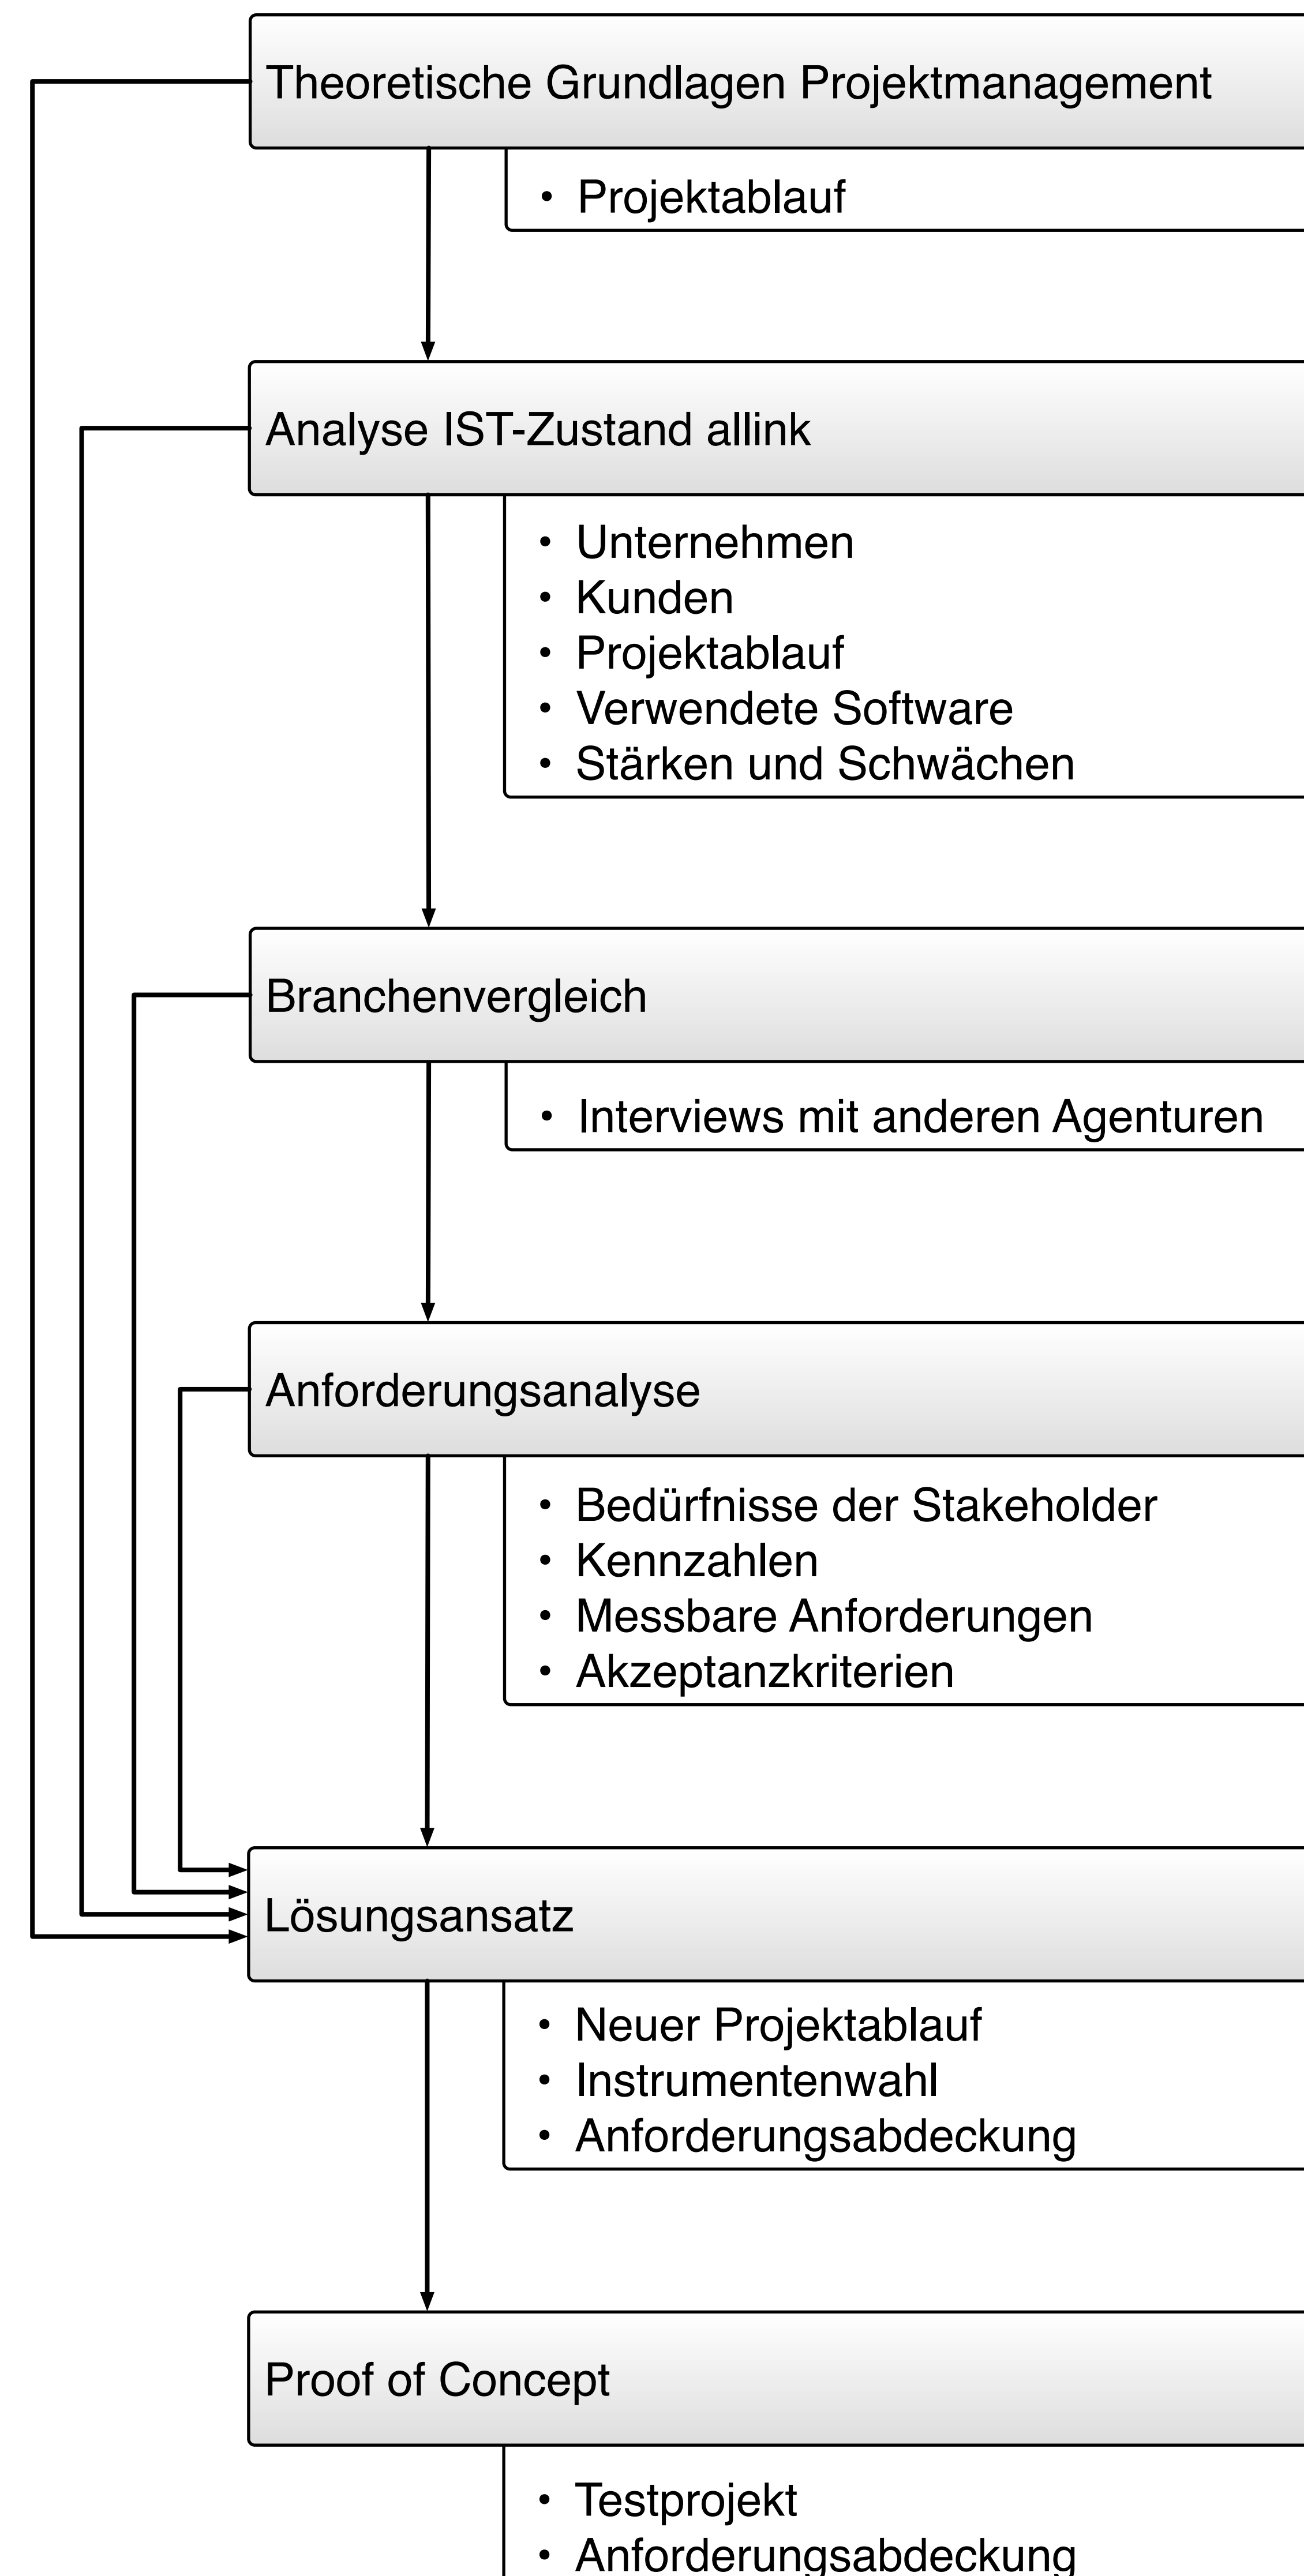 Theoretische Grundlagen Projektmanagement
• Projektablauf
Analyse IST-Zustand allink
• Unternehmen
• Kunden
• Projektablauf
• Verwendete Software
• Stärken und Schwächen
Branchenvergleich
• Interviews mit anderen Agenturen
Anforderungsanalyse
• Bedürfnisse der Stakeholder
• Kennzahlen
• Messbare Anforderungen
• Akzeptanzkriterien
Lösungsansatz
• Neuer Projektablauf
• Instrumentenwahl
• Anforderungsabdeckung
Proof of Concept
• Testprojekt
• Anforderungsabdeckung